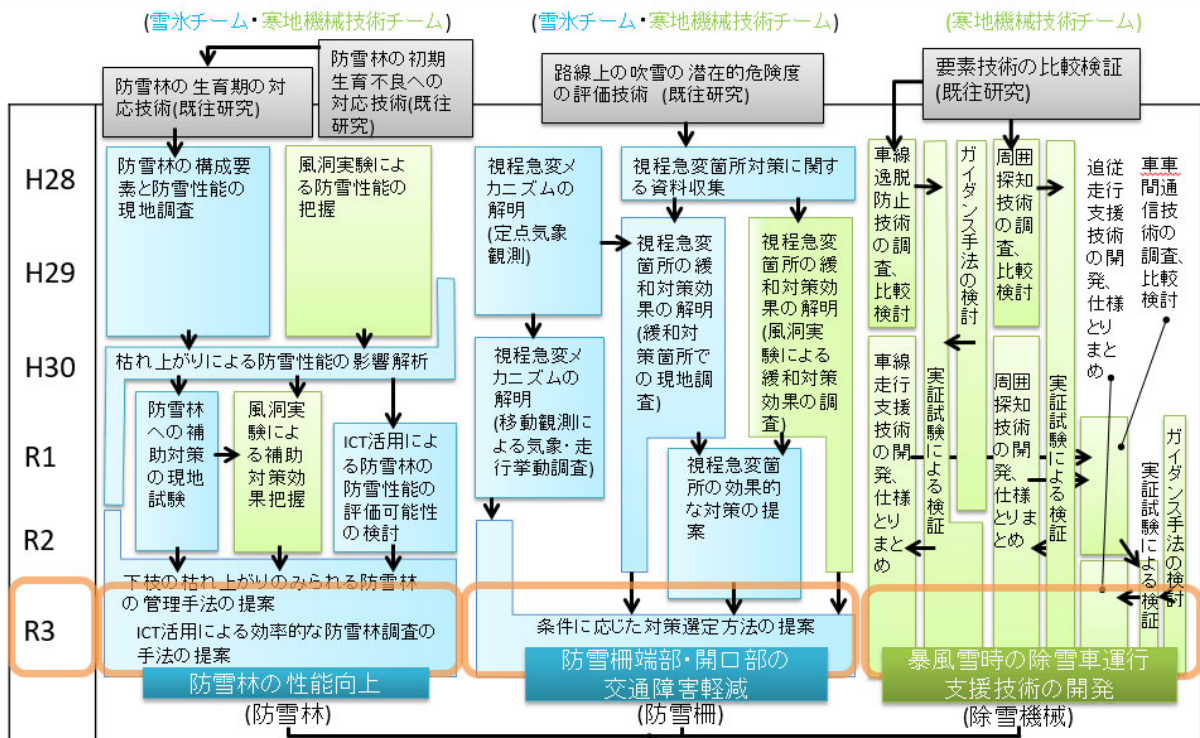 (雪氷チーム・寒地機械技術チーム)
(雪氷チーム・寒地機械技術チーム)
(寒地機械技術チーム)
防雪林の生育期の対
応技術(既往研究)
防雪林の初期
生育不良への
対応技術(既往
研究)
路線上の吹雪の潜在的危険度
の評価技術 (既往研究)
要素技術の比較検証
(既往研究)
H28
H29
H30
R1
R2
R3
防雪林の構成要
素と防雪性能の
現地調査
風洞実験によ
る防雪性能の
把握
枯れ上がりによる防雪性能の影響解析
防雪林
への補
助対策
の現地
試験
風洞実
験によ
る補助
対策効
果把握
ICT活用によ
る防雪林の
防雪性能の
評価可能性
の検討
下枝の枯れ上がりのみられる防雪林
の管理手法の提案
ICT活用による効率的な防雪林調査の
手法の提案
防雪林の性能向上
(防雪林)
視程急変メ
カニズムの
解明
(定点気象
観測)
視程急変箇所対策に関す
る資料収集
視程急変
箇所の緩
和対策効
果の解明
(緩和対
策箇所で
の現地調
査)
視程急変
箇所の緩
和対策効
果の解明
(風洞実
験による
緩和対策
効果の調
査)
視程急変メ
カニズムの
解明
(移動観測に
よる気象・走
行挙動調査)
視程急変箇
所の効果的
な対策の提
案
条件に応じた対策選定方法の提案
防雪柵端部・開口部の
交通障害軽減
(防雪柵)
車線
逸脱
防止
技術
の調
査、
比較
検討
ガイダンス手法の検討
周囲
探知
技術
の調
査、
比較
検討
追従
走行
支援
技術
の開
発、
仕様
とり
まと
め
車車
間通
信技
術の
調査、
比較
検討
車線
走行
支援
技術
の開
発、
仕様
とり
まと
め
実証試験による検証
周囲
探知
技術
の開
発、
仕様
とりま
とめ
実証試験による検証
実証試験による検証
ガイダンス手法の検討
暴風雪時の除雪車運行
支援技術の開発
(除雪機械)